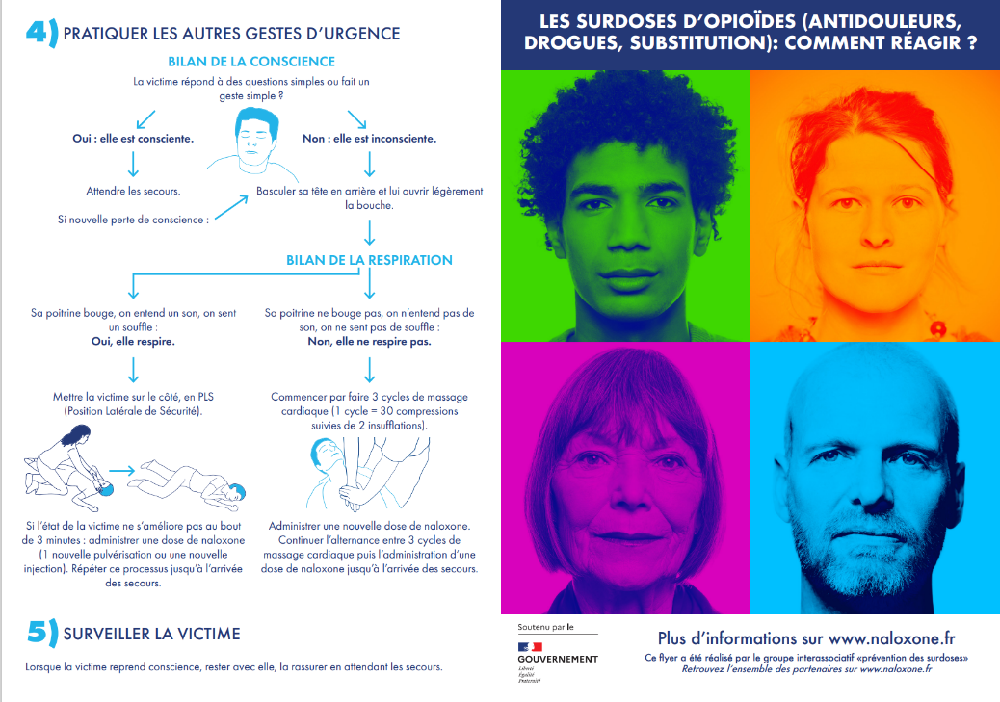 4) PRATIQUER LES AUTRES GESTES D'URGENCE
BILAN DE LA CONSCIENCE
La victime répond à des questions simples ou fait un
geste simple ?
Oui : elle est consciente.
Non : elle est inconsciente.
Attendre les secours.
Basculer sa tête en arrière et lui ouvrir légèrement
la bouche.
Si nouvelle perte de conscience :
BILAN DE LA RESPIRATION
Sa poitrine bouge, on entend un son, on sent
un souffle :
Oui, elle respire.
Sa poitrine ne bouge pas, on n'entend pas de
son, on ne sent pas de souffle :
Non, elle ne respire pas.
Mettre la victime sur le côté, en PLS
(Position Latérale de Sécurité).
Commencer par faire 3 cycles de massage
cardiaque (1 cycle = 30 compressions
suivies de 2 insufflations).
Si l'état de la victime ne s'améliore pas au bout
de 3 minutes : administrer une dose de naloxone
(1 nouvelle pulvérisation ou une nouvelle
injection). Répéter ce processus jusqu'à l'arrivée
des secours.
Administrer une nouvelle dose de naloxone.
Continuer l'alternance entre 3 cycles de
massage cardiaque puis l'administration d'une
dose de naloxone jusqu'à l'arrivée des secours.
5) SURVEILLER LA VICTIME
Lorsque la victime reprend conscience, rester avec elle, la rassurer en attendant les secours.
LES SURDOSES D'OPIOÏDES (ANTIDOULEURS,
DROGUES, SUBSTITUTION): COMMENT RÉAGIR ?
Soutenu par le
GOUVERNEMENT
Liberté
Égalité
Fraternité
Plus d'informations sur www.naloxone.fr
Ce flyer a été réalisé par le groupe interassociatif «prévention des surdoses»
Retrouvez l'ensemble des partenaires sur www.naloxone.fr